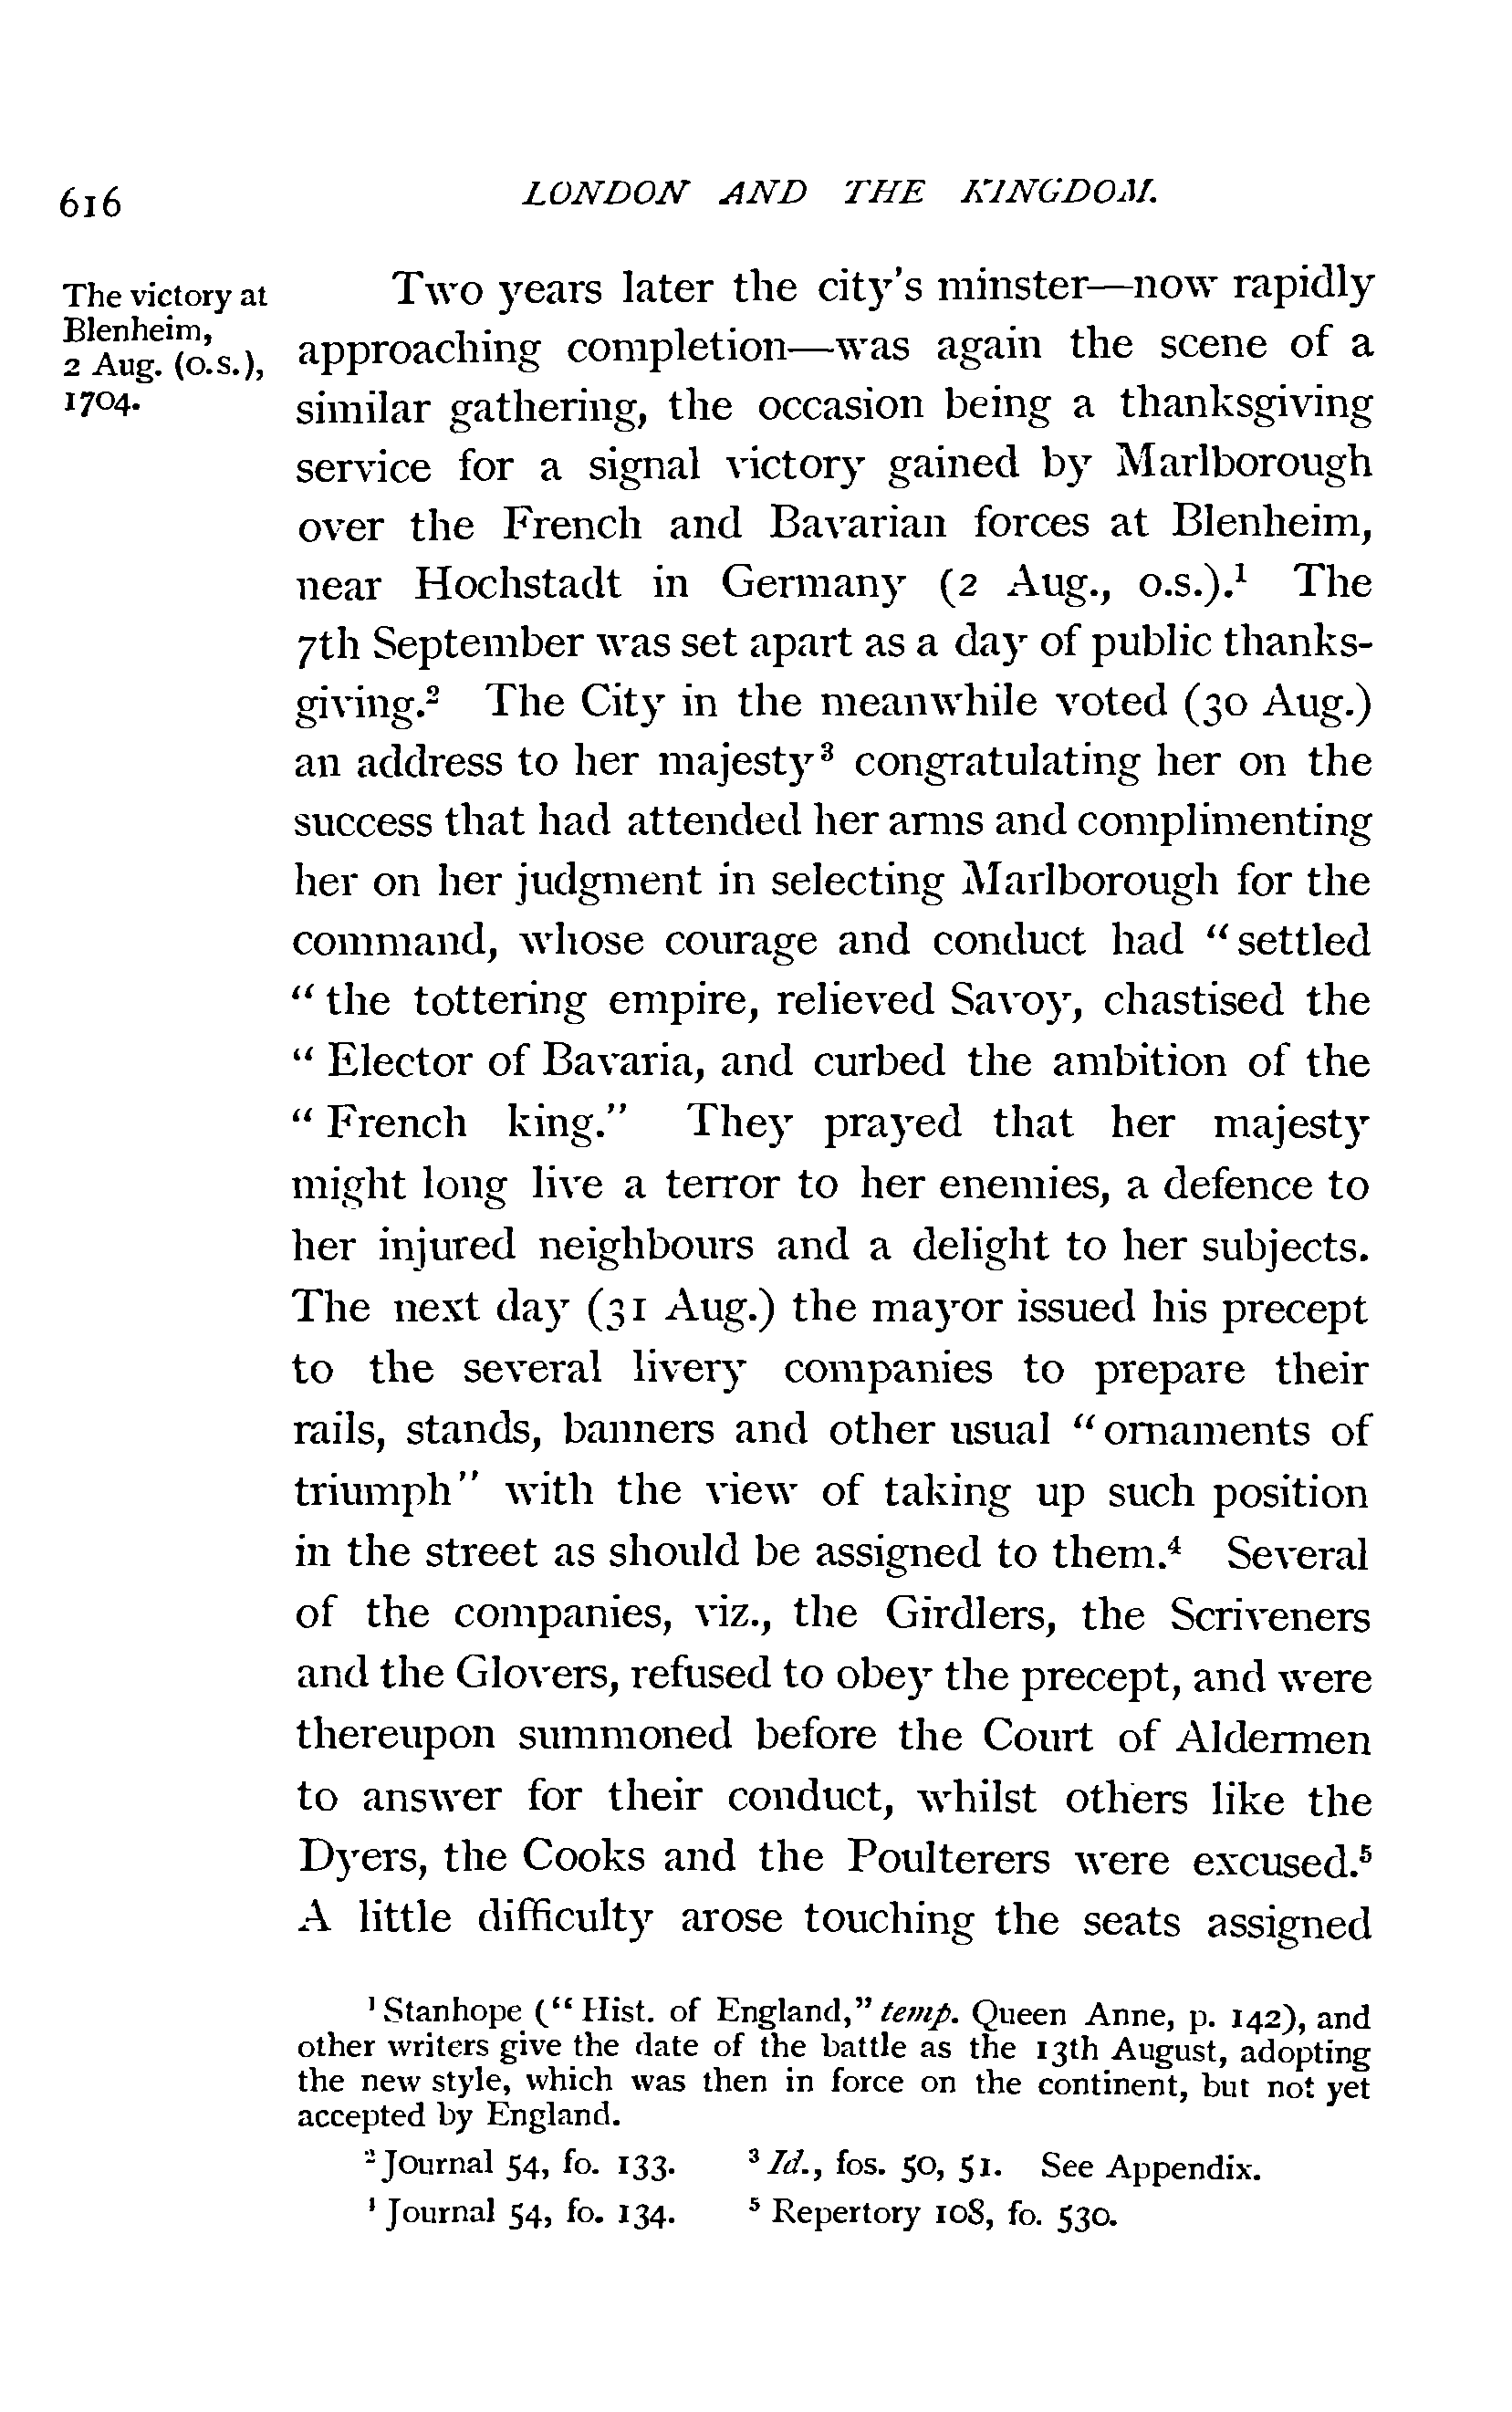 616
LONDON AND THE KINGDOM.
The victory at
Blenheim,
2 Aug. (o.s.),
1704.
Two years later the city's minster—now rapidly
approaching completion—was again the scene of a
similar gathering, the occasion being a thanksgiving
service for a signal victory gained by Marlborough
over the French and Bavarian forces at Blenheim,
near Hochstadt in Germany (2 Aug., o.s.).¹ The
7th September was set apart as a day of public thanks-
giving.² The City in the meanwhile voted (30 Aug.)
an address to her majesty³ congratulating her on the
success that had attended her arms and complimenting
her on her judgment in selecting Marlborough for the
command, whose courage and conduct had "settled
"the tottering empire, relieved Savoy, chastised the
"Elector of Bavaria, and curbed the ambition of the
"French king." They prayed that her majesty
might long live a terror to her enemies, a defence to
her injured neighbours and a delight to her subjects.
The next day (31 Aug.) the mayor issued his precept
to the several livery companies to prepare their
rails, stands, banners and other usual "ornaments of
triumph" with the view of taking up such position
in the street as should be assigned to them.⁴ Several
of the companies, viz., the Girdlers, the Scriveners
and the Glovers, refused to obey the precept, and were
thereupon summoned before the Court of Aldermen
to answer for their conduct, whilst others like the
Dyers, the Cooks and the Poulterers were excused.⁵
A little difficulty arose touching the seats assigned
¹ Stanhope ("Hist. of England," temp. Queen Anne, p. 142), and
other writers give the date of the battle as the 13th August, adopting
the new style, which was then in force on the continent, but not yet
accepted by England.
² Journal 54, fo. 133. ³ Id., fos. 50, 51. See Appendix.
⁴ Journal 54, fo. 134. ⁵ Repertory 108, fo. 530.